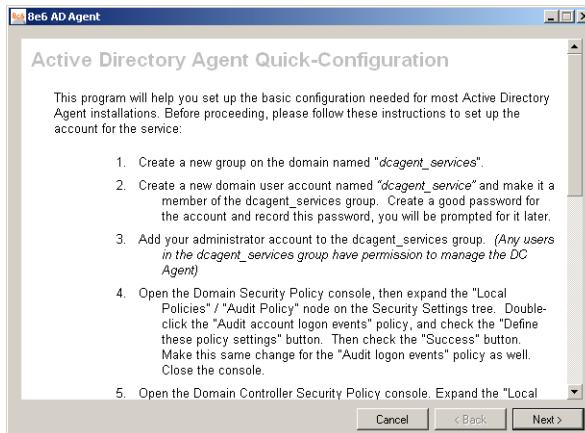 8e6 AD Agent
Active Directory Agent Quick-Configuration
This program will help you set up the basic configuration needed for most Active Directory
Agent installations. Before proceeding, please follow these instructions to set up the
account for the service:
1. Create a new group on the domain named "dcagent_services".
2. Create a new domain user account named "dcagent_service" and make it a
member of the dcagent_services group. Create a good password for
the account and record this password, you will be prompted for it later.
3. Add your administrator account to the dcagent_services group. (Any users
in the dcagent_services group have permission to manage the DC
Agent)
4. Open the Domain Security Policy console, then expand the "Local
Policies" / "Audit Policy" node on the Security Settings tree. Double-
click the "Audit account logon events" policy, and check the "Define
these policy settings" button. Then check the "Success" button.
Make this same change for the "Audit logon events" policy as well.
Close the console.
5. Open the Domain Controller Security Policy console. Expand the "Local
Cancel
< Back
Next >